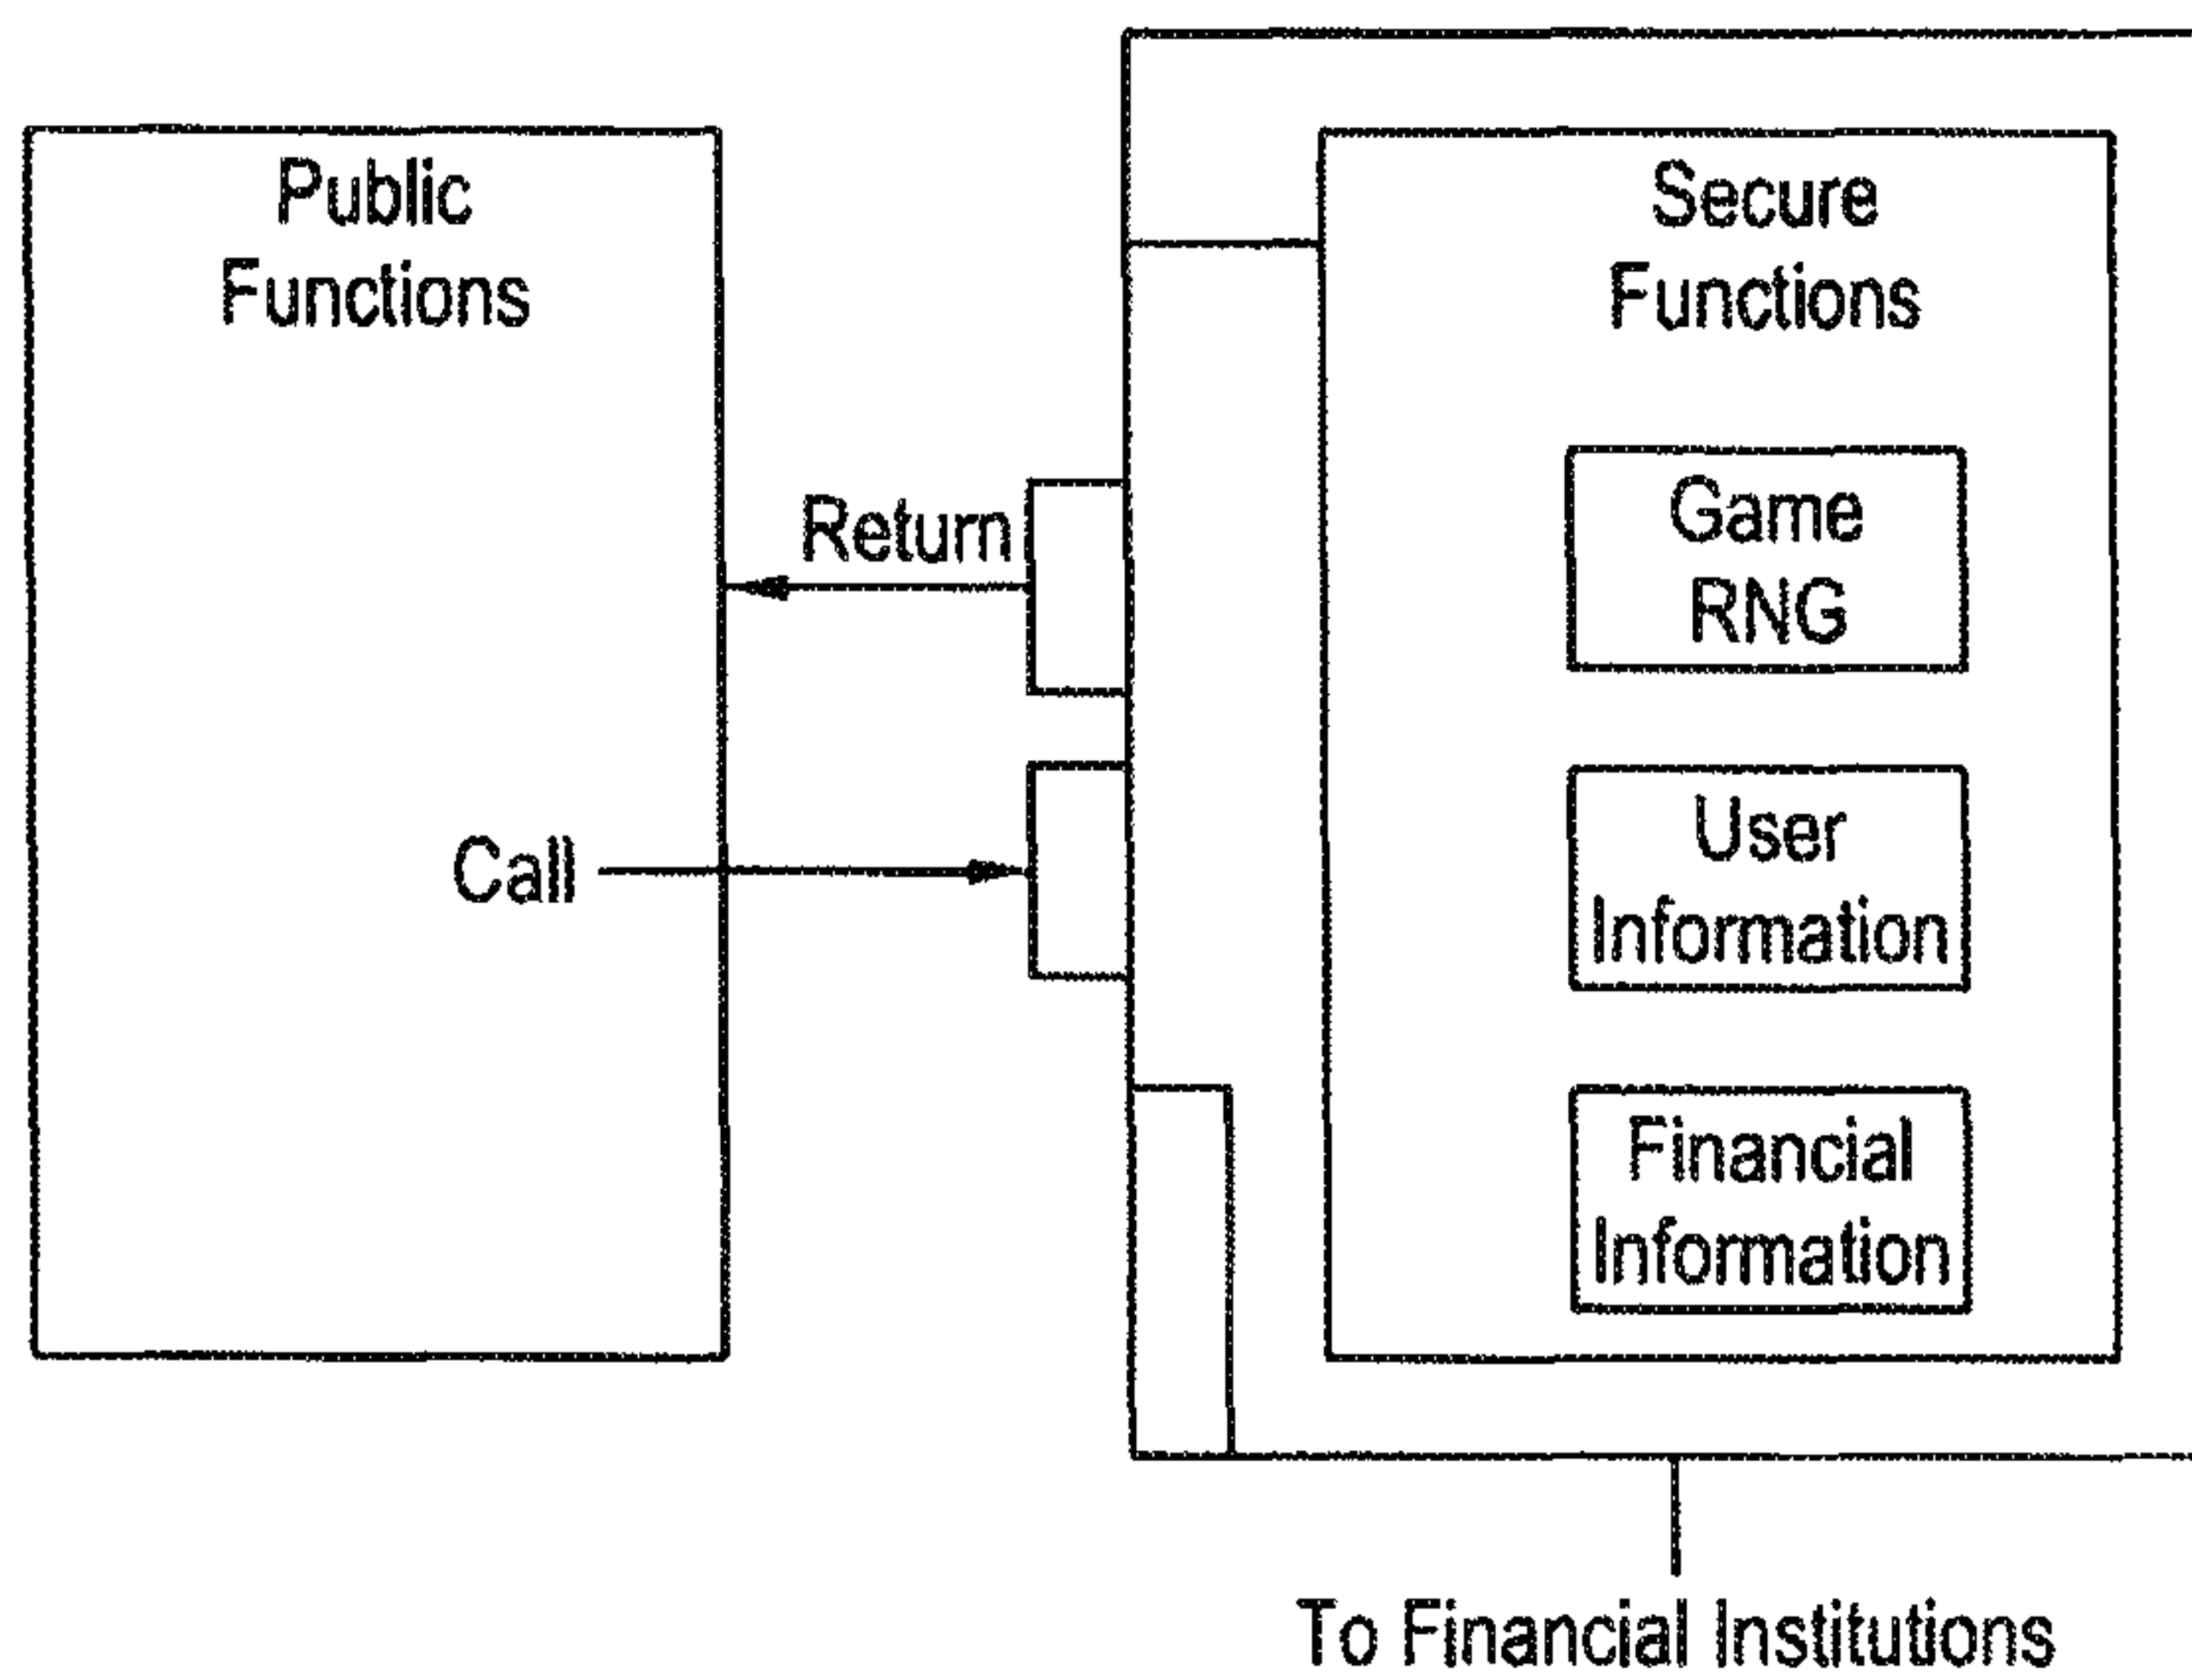 Public
Functions
Secure
Functions
Return
Game
RNG
Call
User
Information
Financial
Information
To Financial Institutions